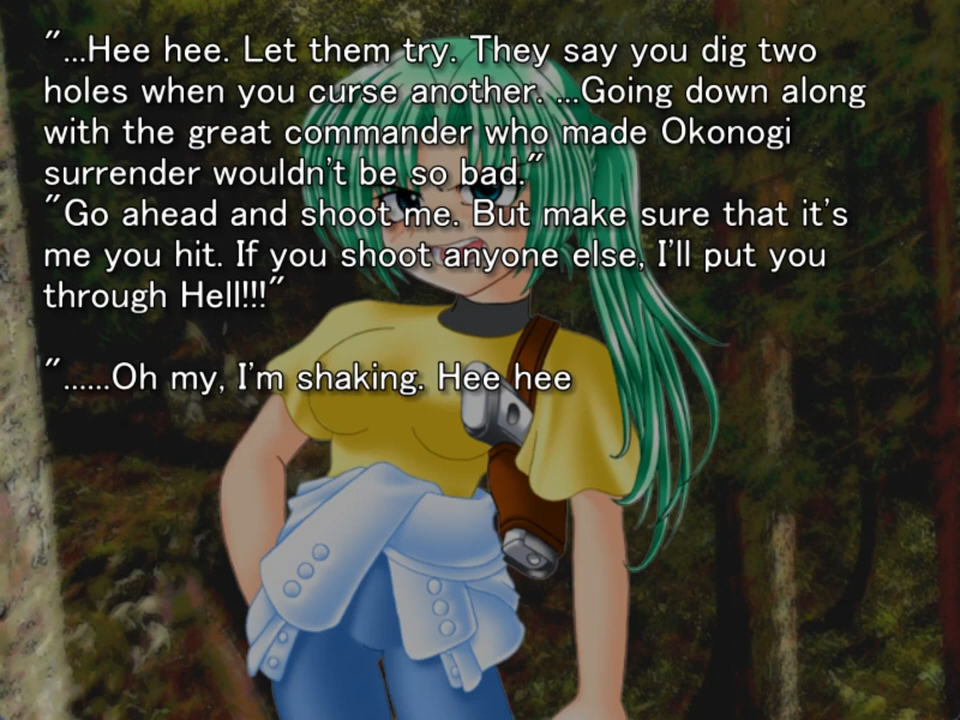 "...Hee hee. Let them try. They say you dig two
holes when you curse another. ...Going down along
with the great commander who made Okonogi
surrender wouldn't be so bad."
"Go ahead and shoot me. But make sure that it's
me you hit. If you shoot anyone else, I'll put you
through Hell!!!"
"......Oh my, I'm shaking. Hee hee